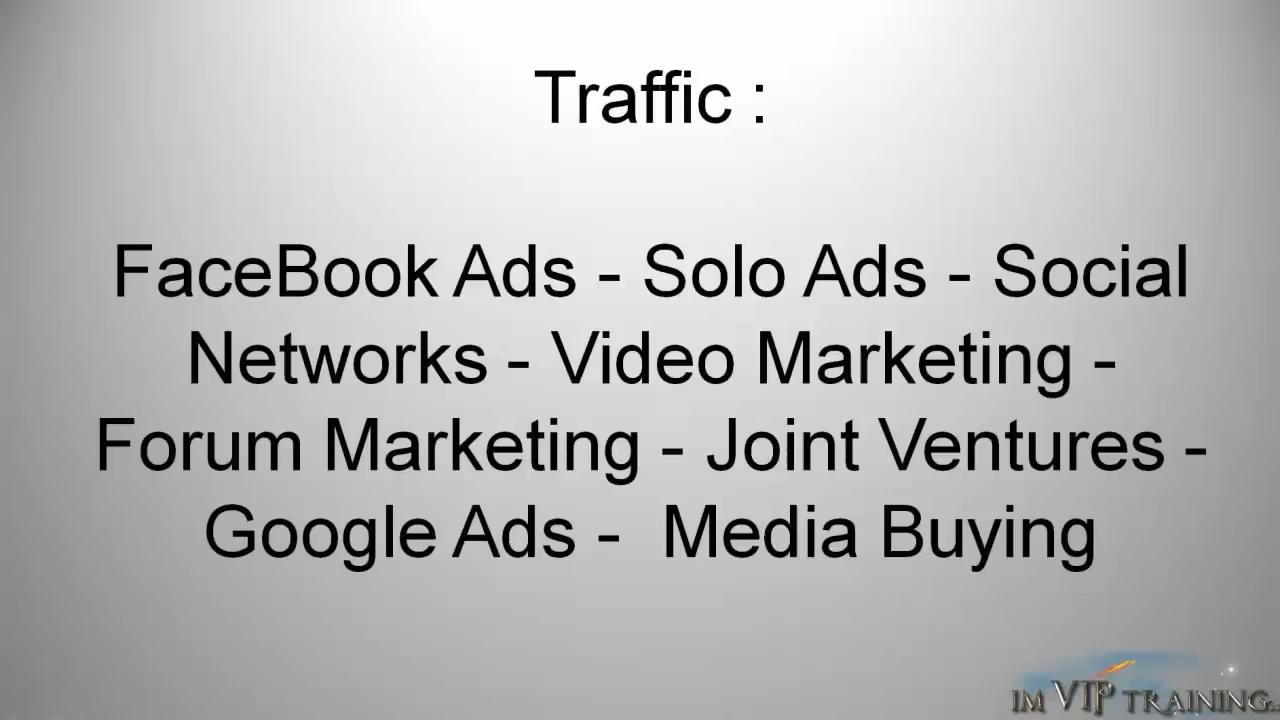 Traffic :
FaceBook Ads - Solo Ads - Social
Networks - Video Marketing -
Forum Marketing - Joint Ventures -
Google Ads -  Media Buying
IM VIP TRAINING..